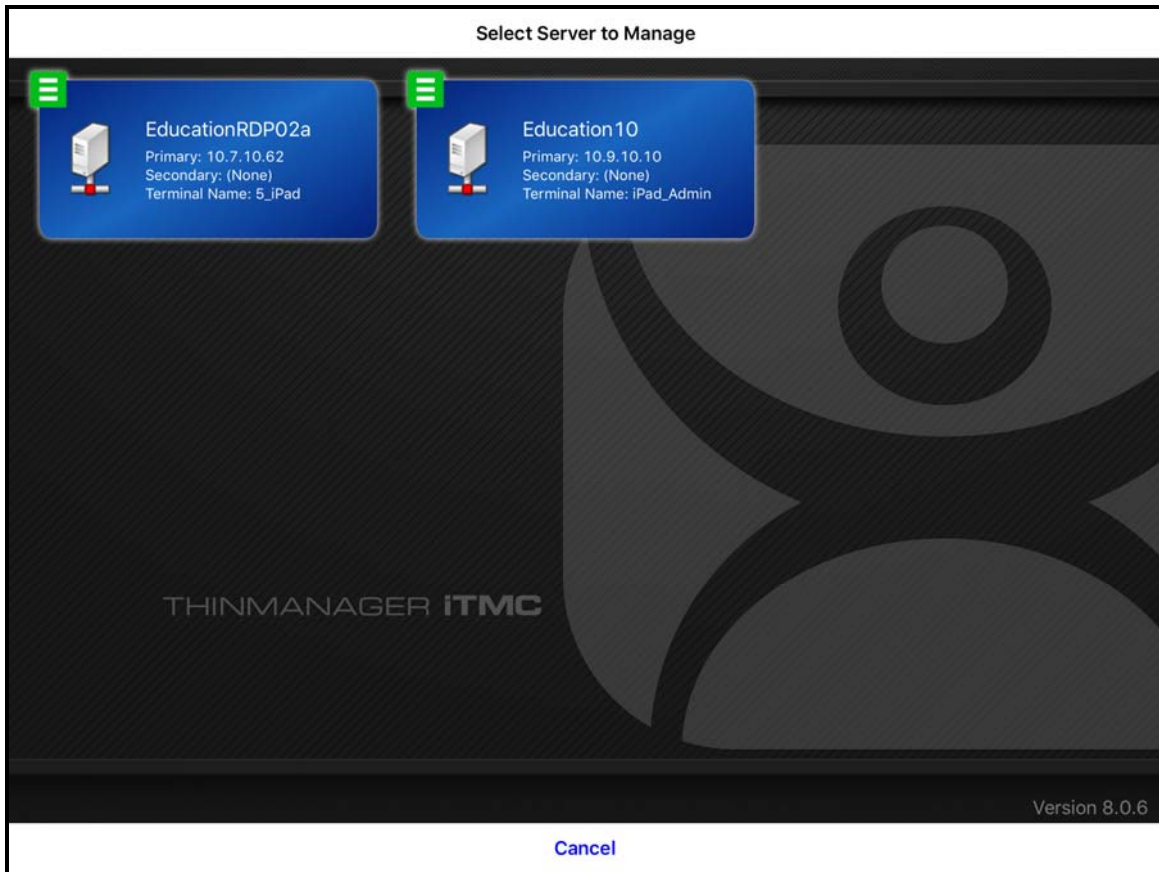 Select Server to Manage
EducationRDP02a
Primary: 10.7.10.62
Secondary: (None)
Terminal Name: 5_iPad
Education10
Primary: 10.9.10.10
Secondary: (None)
Terminal Name: iPad_Admin
THINMANAGER iTMC
Version 8.0.6
Cancel